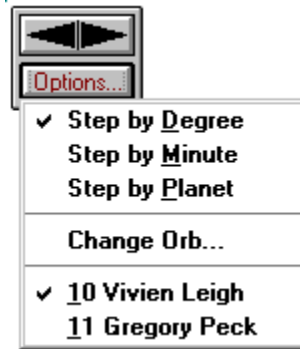 Options...
Step by Degree
Step by Minute
Step by Planet
Change Orb...
10 Vivien Leigh
11 Gregory Peck